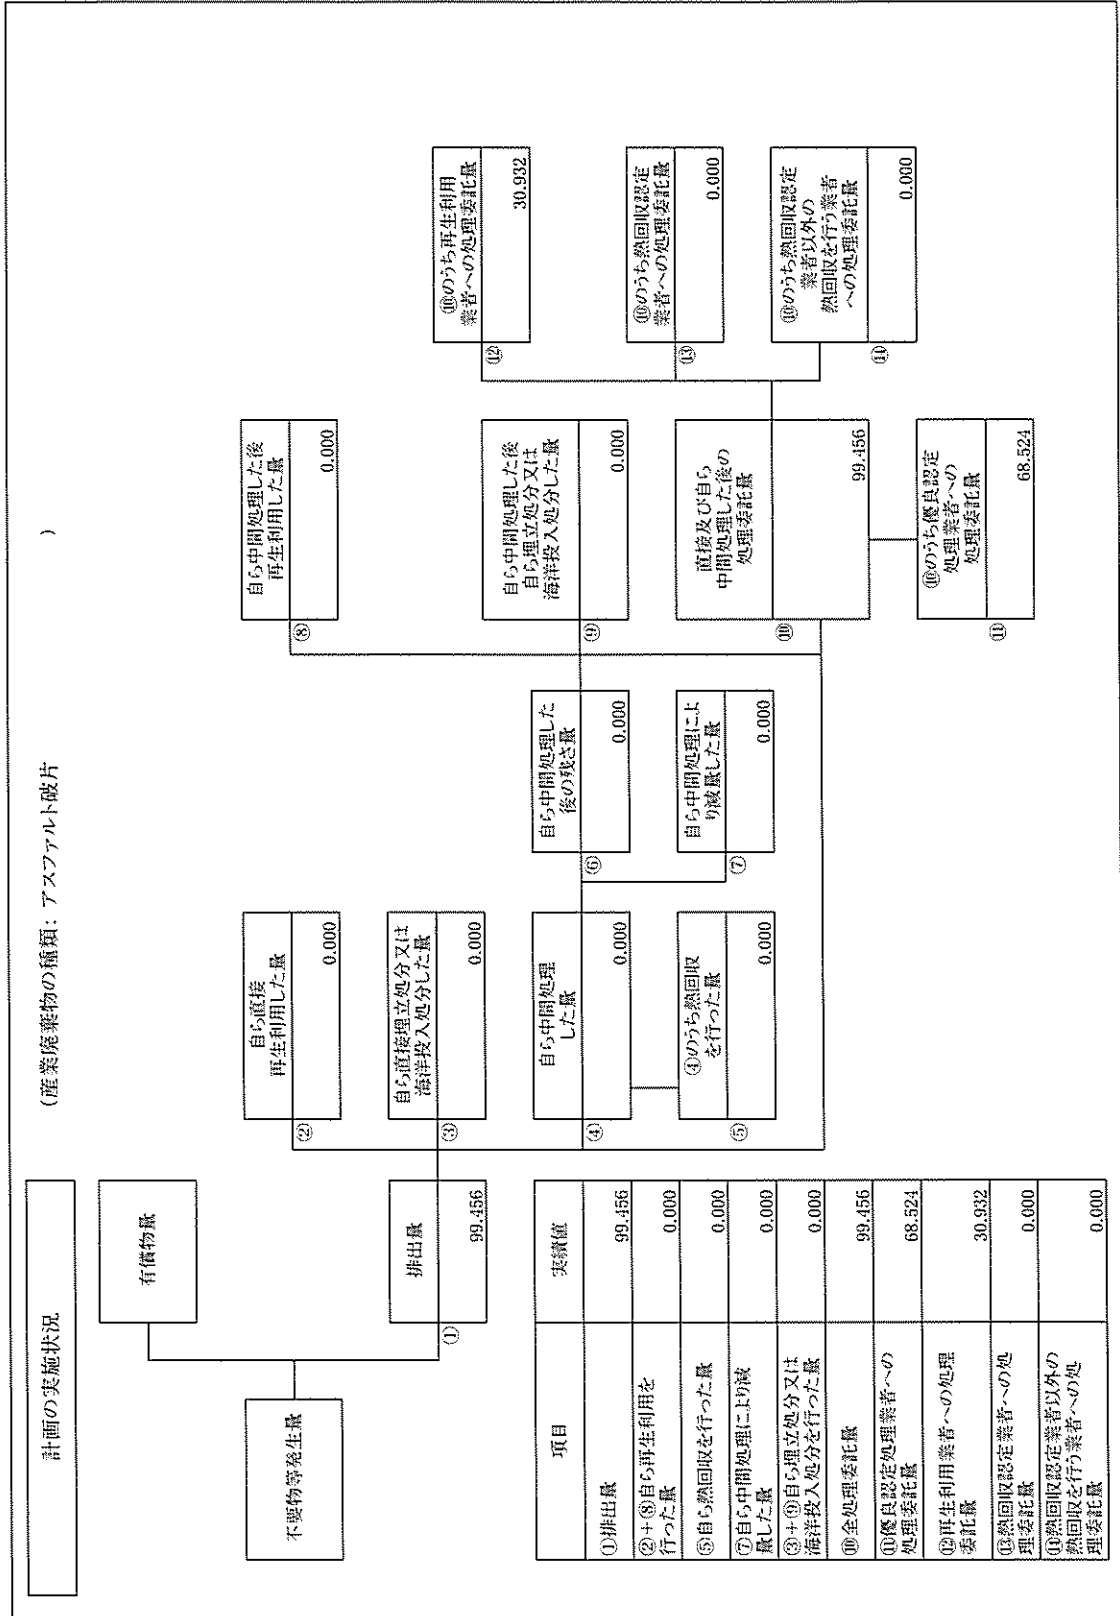 計画の実施状況
(産業廃棄物の種類: アスファルト破片
)
不要物等発生量
有償物量
①
排出量
99.456
②
自ら直接
再生利用した量
0.000
③
自ら直接埋立処分又は
海洋投入処分した量
0.000
④
自ら中間処理
した量
0.000
⑤
④のうち熱回収
を行った量
0.000
⑥
自ら中間処理した
後の残さ量
0.000
⑦
自ら中間処理によ
り減量した量
0.000
⑧
自ら中間処理した後
再生利用した量
0.000
⑨
自ら中間処理した後
自ら埋立処分又は
海洋投入処分した量
0.000
⑩
直接及び自ら
中間処理した後の
処理委託量
99.456
⑪
⑩のうち優良認定
処理業者への
処理委託量
68.524
⑫
⑩のうち再生利用
業者への処理委託量
30.932
⑬
⑩のうち熱回収認定
業者への処理委託量
0.000
⑭
⑩のうち熱回収認定
業者以外の
熱回収を行う業者
への処理委託量
0.000
項目 実績値
①排出量 99.456
②+⑧自ら再生利用を
行った量 0.000
⑤自ら熱回収を行った量 0.000
⑦自ら中間処理により減
量した量 0.000
③+⑨自ら埋立処分又は
海洋投入処分を行った量 0.000
⑩全処理委託量 99.456
⑪優良認定処理業者への
処理委託量 68.524
⑫再生利用業者への処理
委託量 30.932
⑬熱回収認定業者への処
理委託量 0.000
⑭熱回収認定業者以外の
熱回収を行う業者への処
理委託量 0.000